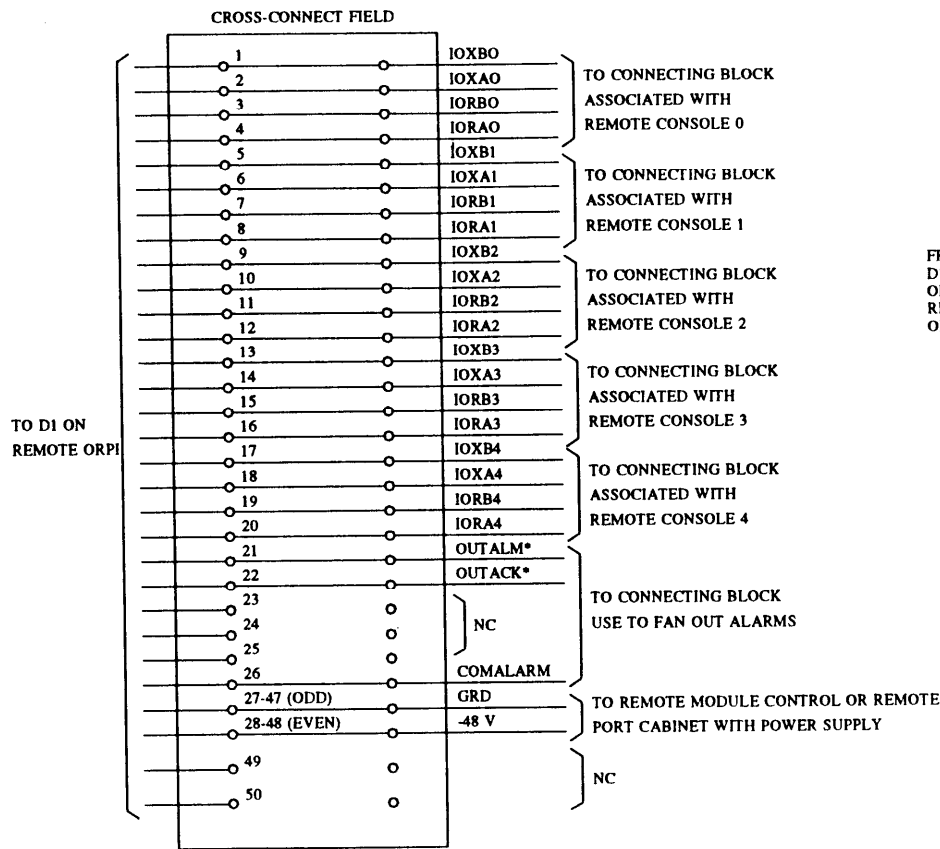 CROSS-CONNECT FIELD
1 IOXBO
2 IOXAO
3 IORBO
4 IORAO
TO CONNECTING BLOCK
ASSOCIATED WITH
REMOTE CONSOLE 0
5 IOXB1
6 IOXA1
7 IORB1
8 IORA1
TO CONNECTING BLOCK
ASSOCIATED WITH
REMOTE CONSOLE 1
9 IOXB2
10 IOXA2
11 IORB2
12 IORA2
TO CONNECTING BLOCK
ASSOCIATED WITH
REMOTE CONSOLE 2
13 IOXB3
14 IOXA3
15 IORB3
16 IORA3
TO CONNECTING BLOCK
ASSOCIATED WITH
REMOTE CONSOLE 3
TO D1 ON
REMOTE ORPI
17 IOXB4
18 IOXA4
19 IORB4
20 IORA4
TO CONNECTING BLOCK
ASSOCIATED WITH
REMOTE CONSOLE 4
21 OUTALM*
22 OUTACK*
23
24
25
NC
26 COMALARM
TO CONNECTING BLOCK
USE TO FAN OUT ALARMS
27-47 (ODD) GRD
28-48 (EVEN) -48 V
TO REMOTE MODULE CONTROL OR REMOTE
PORT CABINET WITH POWER SUPPLY
49
50
NC